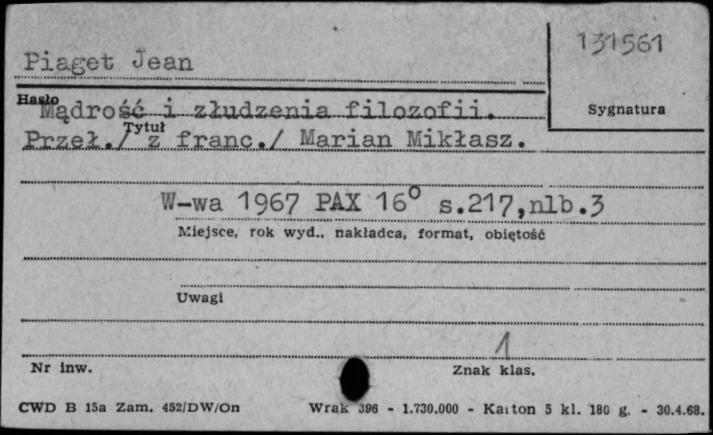 131561
Piaget Jean
Hasło
Mądrość i złudzenia filozofii.
Sygnatura
Tytuł
Przeł./ z franc./ Marian Mikłasz.
W-wa 1967 PAX 16° s.217,nlb.3
Miejsce, rok wyd., nakładca, format, objętość
Uwagi
1
Nr inw.
Znak klas.
CWD B 15a Zam. 452/DW/On Wrak 396 - 1.730.000 - Karton 5 kl. 180 g. - 30.4.68.